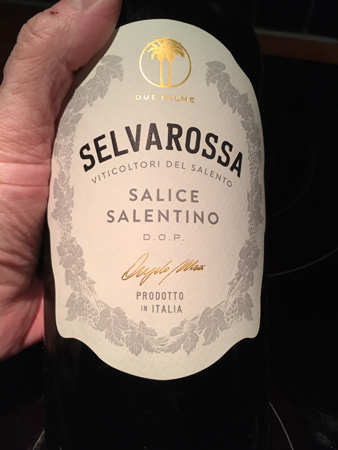 DUE PALME
SELVAROSSA
VITICOLTORI DEL SALENTO
SALICE
SALENTINO
D.O.P.
PRODOTTO
IN ITALIA